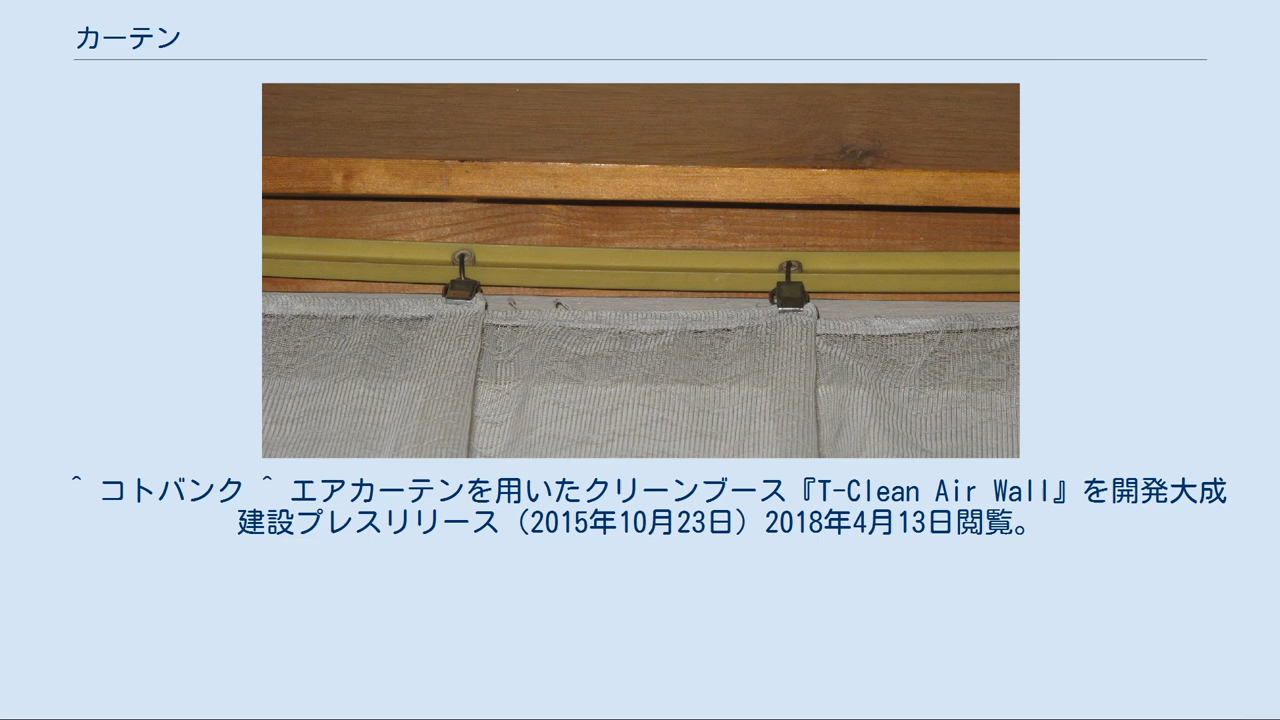 カーテン
^ コトバンク ^ エアカーテンを用いたクリーンブース『T-Clean Air Wall』を開発大成
建設プレスリリース（2015年10月23日）2018年4月13日閲覧。